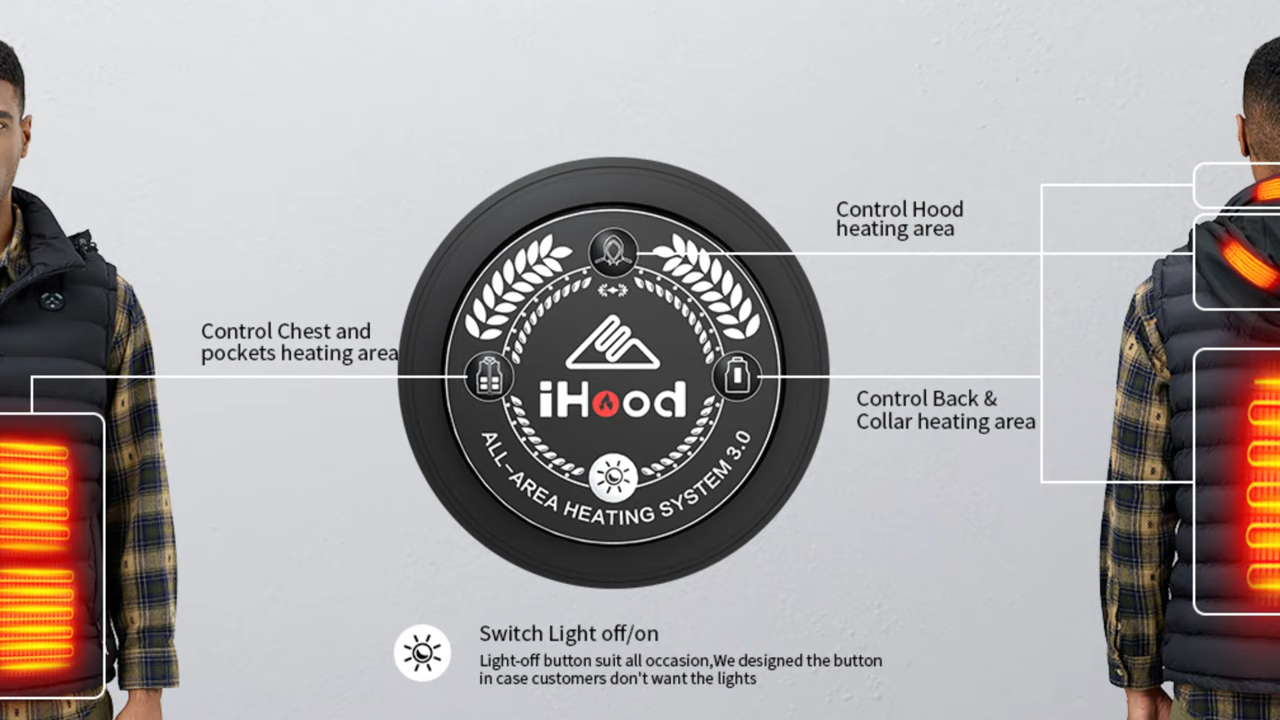 Control Hood
heating area
Control Chest and
pockets heating area
iHood
Control Back &
Collar heating area
ALL-AREA HEATING SYSTEM 3.0
Switch Light off/on
Light-off button suit all occasion,We designed the button
in case customers don't want the lights